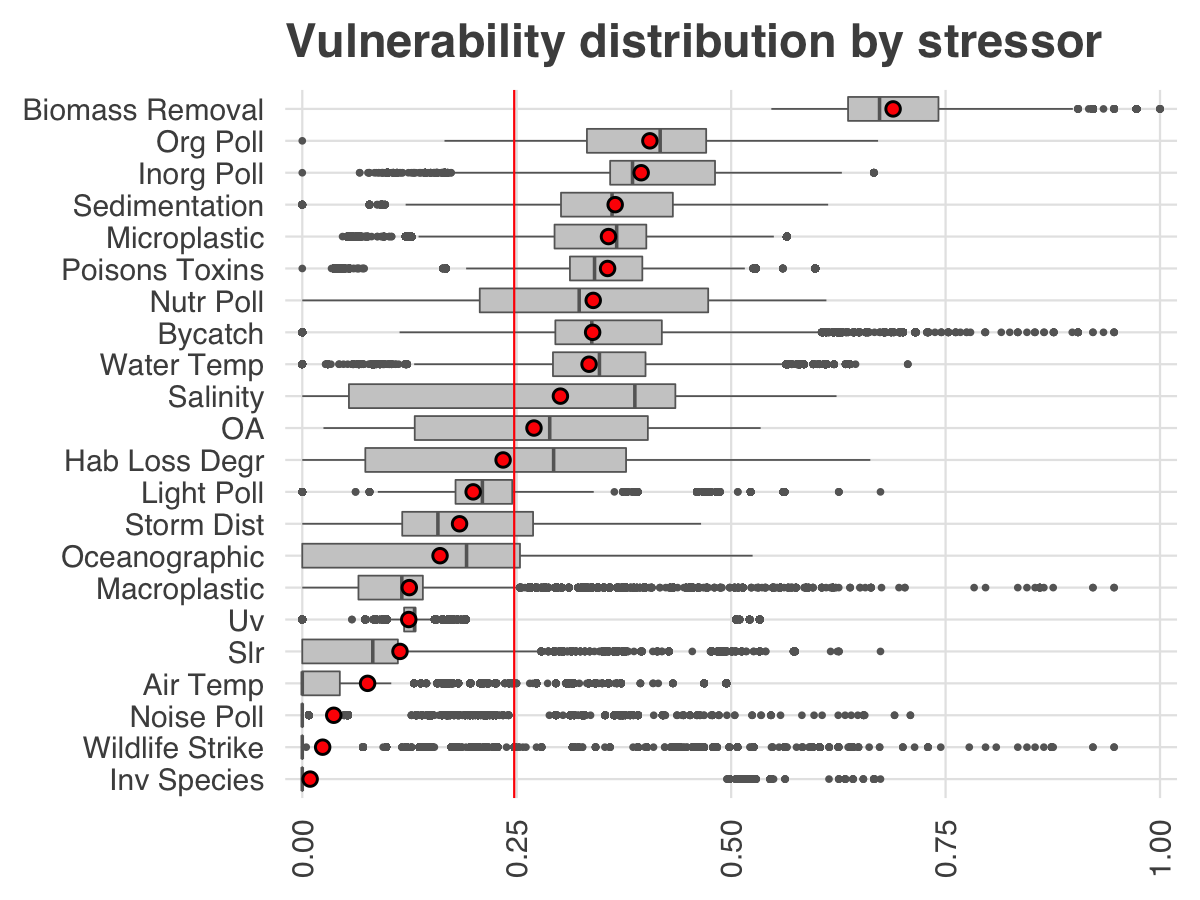 Vulnerability distribution by stressor
Biomass Removal
Org Poll
Inorg Poll
Sedimentation
Microplastic
Poisons Toxins
Nutr Poll
Bycatch
Water Temp
Salinity
OA
Hab Loss Degr
Light Poll
Storm Dist
Oceanographic
Macroplastic
Uv
Slr
Air Temp
Noise Poll
Wildlife Strike
Inv Species
0.00
0.25
0.50
0.75
1.00